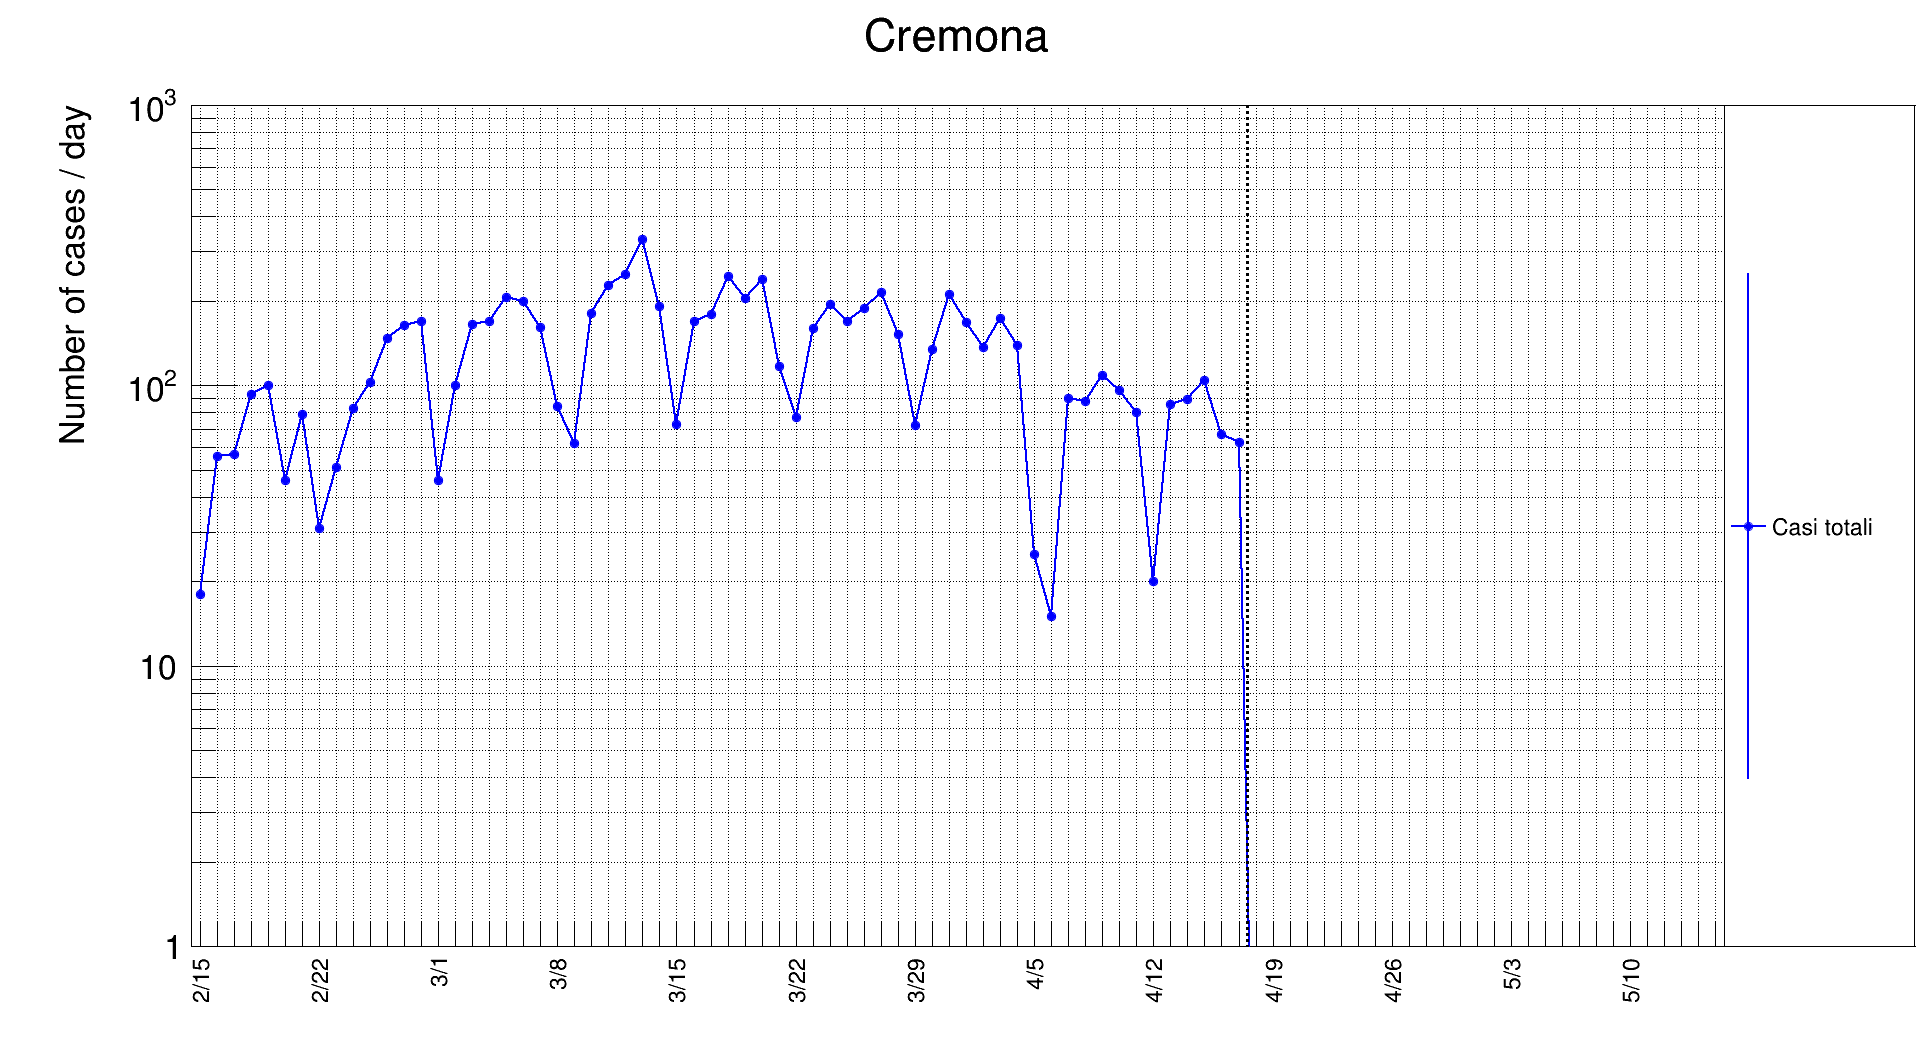 Cremona
Number of cases / day
10³
10²
10
1
2/15 2/22 3/1 3/8 3/15 3/22 3/29 4/5 4/12 4/19 4/26 5/3 5/10
Casi totali